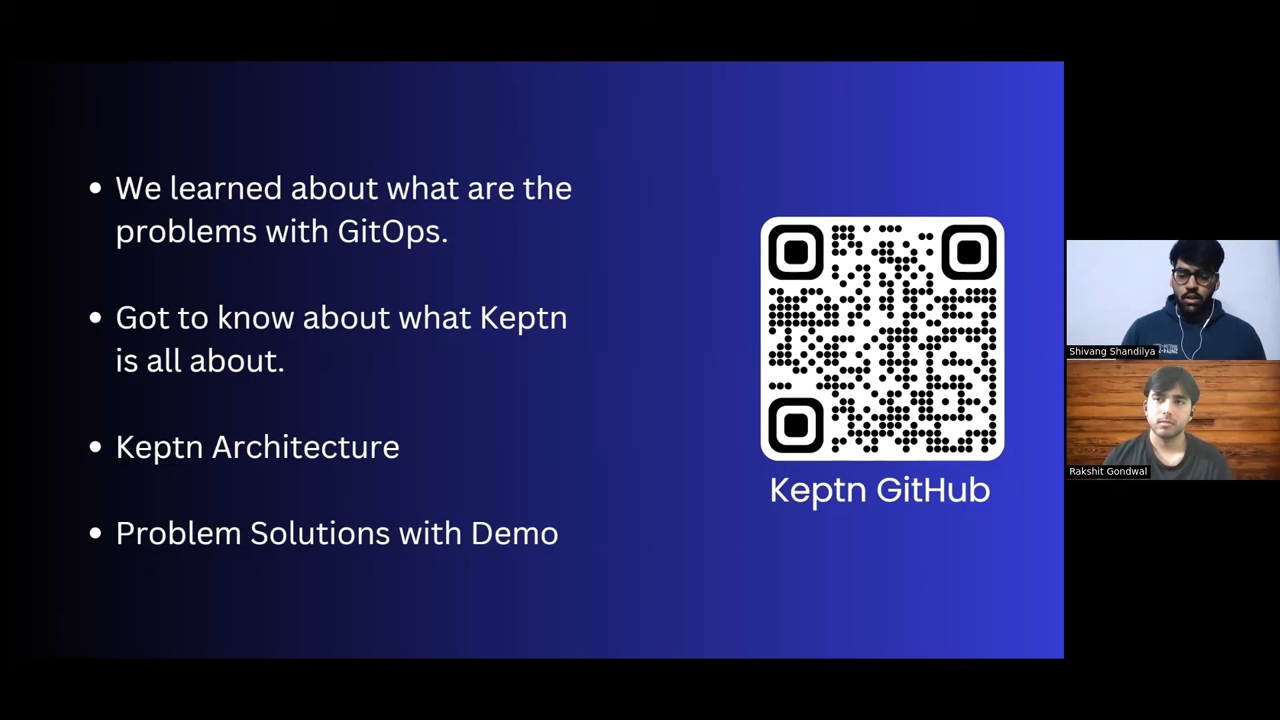 • We learned about what are the
problems with GitOps.
• Got to know about what Keptn
is all about.
• Keptn Architecture
• Problem Solutions with Demo
Keptn GitHub
Shivang Shandilya
Rakshit Gondwal